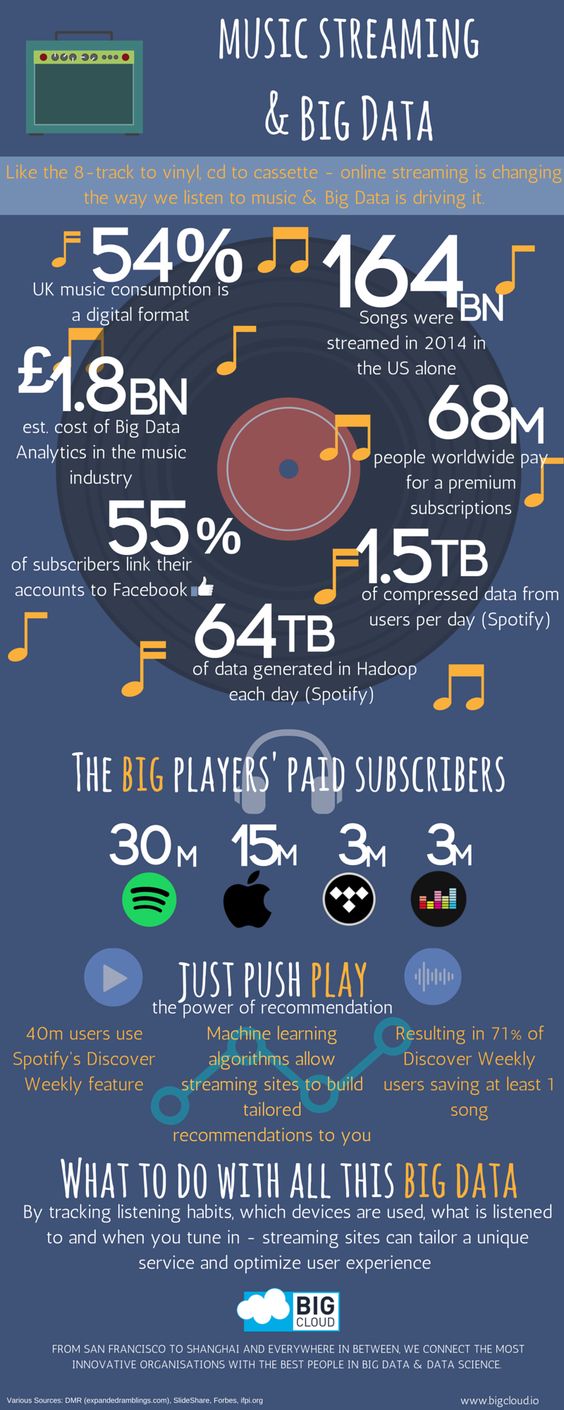 MUSIC STREAMING
& BIG DATA
Like the 8-track to vinyl, cd to cassette - online streaming is changing
the way we listen to music & Big Data is driving it.
54%
UK music consumption is
a digital format
164BN
Songs were
streamed in 2014 in
the US alone
£1.8BN
est. cost of Big Data
Analytics in the music
industry
68M
people worldwide pay
for a premium
subscriptions
55%
of subscribers link their
accounts to Facebook
1.5TB
of compressed data from
users per day (Spotify)
64TB
of data generated in Hadoop
each day (Spotify)
THE BIG PLAYERS' PAID SUBSCRIBERS
30M 15M 3M 3M
JUST PUSH PLAY
the power of recommendation
40m users use
Spotify's Discover
Weekly feature
Machine learning
algorithms allow
streaming sites to build
tailored
recommendations to you
Resulting in 71% of
Discover Weekly
users saving at least 1
song
WHAT TO DO WITH ALL THIS BIG DATA
By tracking listening habits, which devices are used, what is listened
to and when you tune in - streaming sites can tailor a unique
service and optimize user experience
BIG
CLOUD
FROM SAN FRANCISCO TO SHANGHAI AND EVERYWHERE IN BETWEEN, WE CONNECT THE MOST
INNOVATIVE ORGANISATIONS WITH THE BEST PEOPLE IN BIG DATA & DATA SCIENCE.
Various Sources: DMR (expandedramblings.com), SlideShare, Forbes, ifpi.org
www.bigcloud.io